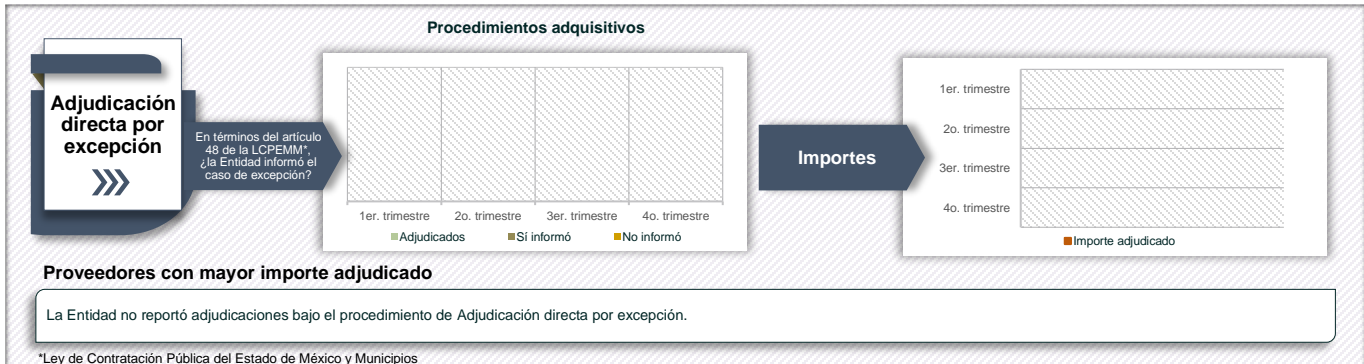 Procedimientos adquisitivos
Adjudicación
directa por
excepción
En términos del artículo
48 de la LCPEMM*,
¿la Entidad informó el
caso de excepción?
1er. trimestre 2o. trimestre 3er. trimestre 4o. trimestre
Adjudicados Sí informó No informó
Importes
1er. trimestre
2o. trimestre
3er. trimestre
4o. trimestre
Importe adjudicado
Proveedores con mayor importe adjudicado
La Entidad no reportó adjudicaciones bajo el procedimiento de Adjudicación directa por excepción.
*Ley de Contratación Pública del Estado de México y Municipios